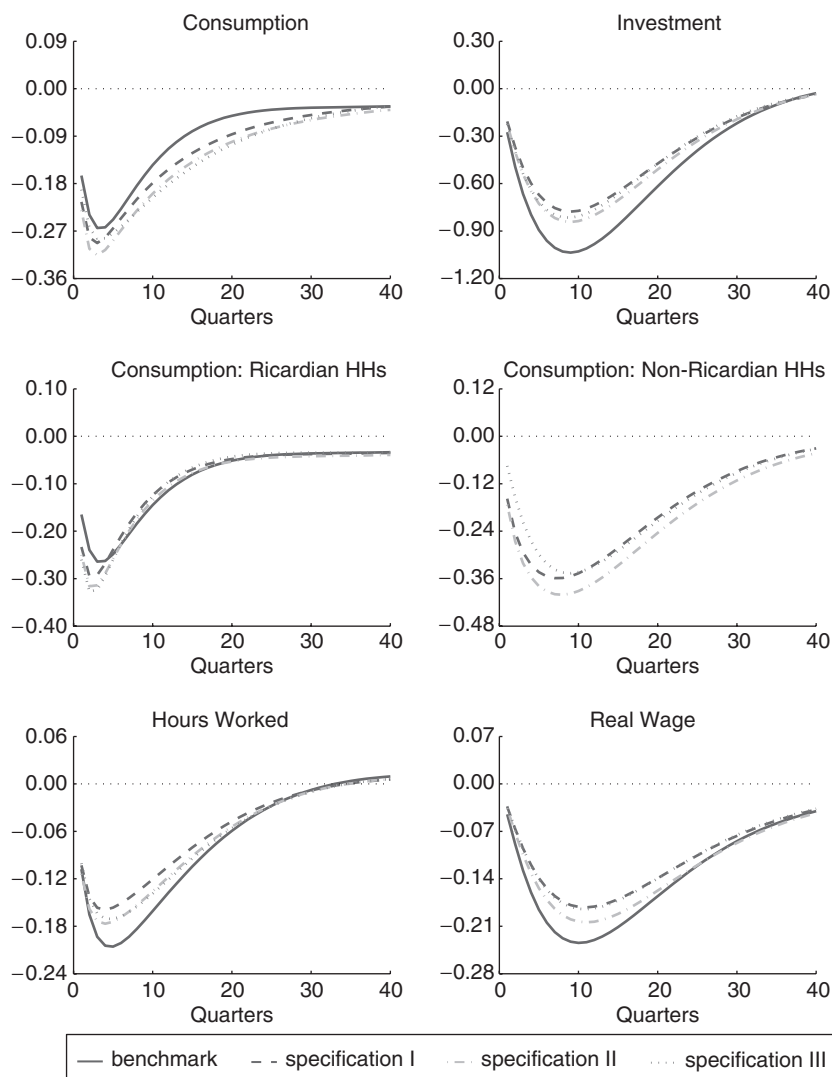 Consumption
0.09
0.00
−0.09
−0.18
−0.27
−0.36
0 10 20 30 40
Quarters
Investment
0.30
0.00
−0.30
−0.60
−0.90
−1.20
0 10 20 30 40
Quarters
Consumption: Ricardian HHs
0.10
0.00
−0.10
−0.20
−0.30
−0.40
0 10 20 30 40
Quarters
Consumption: Non-Ricardian HHs
0.12
0.00
−0.12
−0.24
−0.36
−0.48
0 10 20 30 40
Quarters
Hours Worked
0.06
0.00
−0.06
−0.12
−0.18
−0.24
0 10 20 30 40
Quarters
Real Wage
0.07
0.00
−0.07
−0.14
−0.21
−0.28
0 10 20 30 40
Quarters
benchmark specification I specification II specification III